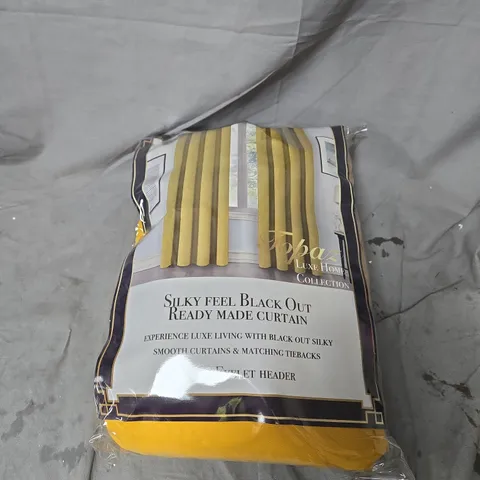 Topaz
Luxe Home
Collection
Silky feel Black Out
Ready made curtain
experience luxe living with black out silky
smooth curtains & matching tiebacks
Eyelet header